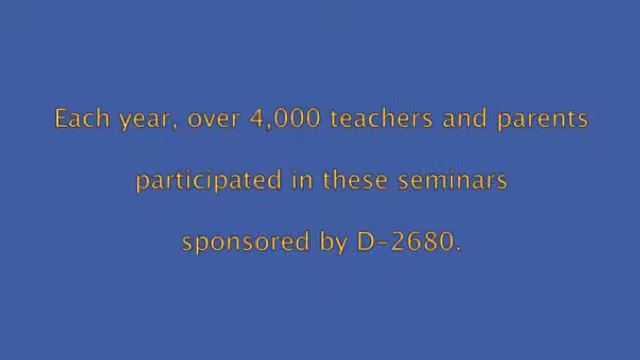 Each year, over 4,000 teachers and parents
participated in these seminars
sponsored by D-2680.